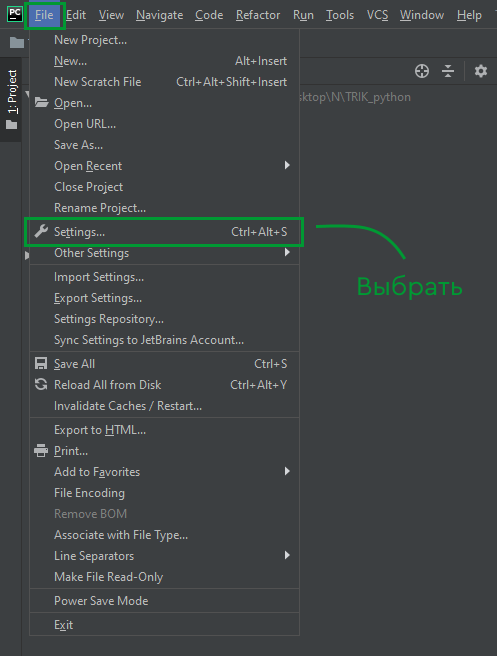 PC File Edit View Navigate Code Refactor Run Tools VCS Window Help
New Project...
New... Alt+Insert
New Scratch File Ctrl+Alt+Shift+Insert
1: Project
Open... sktop\N\TRIK_python
Open URL...
Save As...
Open Recent
Close Project
Rename Project...
Settings... Ctrl+Alt+S
Other Settings
Import Settings...
Выбрать
Export Settings...
Settings Repository...
Sync Settings to JetBrains Account...
Save All Ctrl+S
Reload All from Disk Ctrl+Alt+Y
Invalidate Caches / Restart...
Export to HTML...
Print...
Add to Favorites
File Encoding
Remove BOM
Associate with File Type...
Line Separators
Make File Read-Only
Power Save Mode
Exit